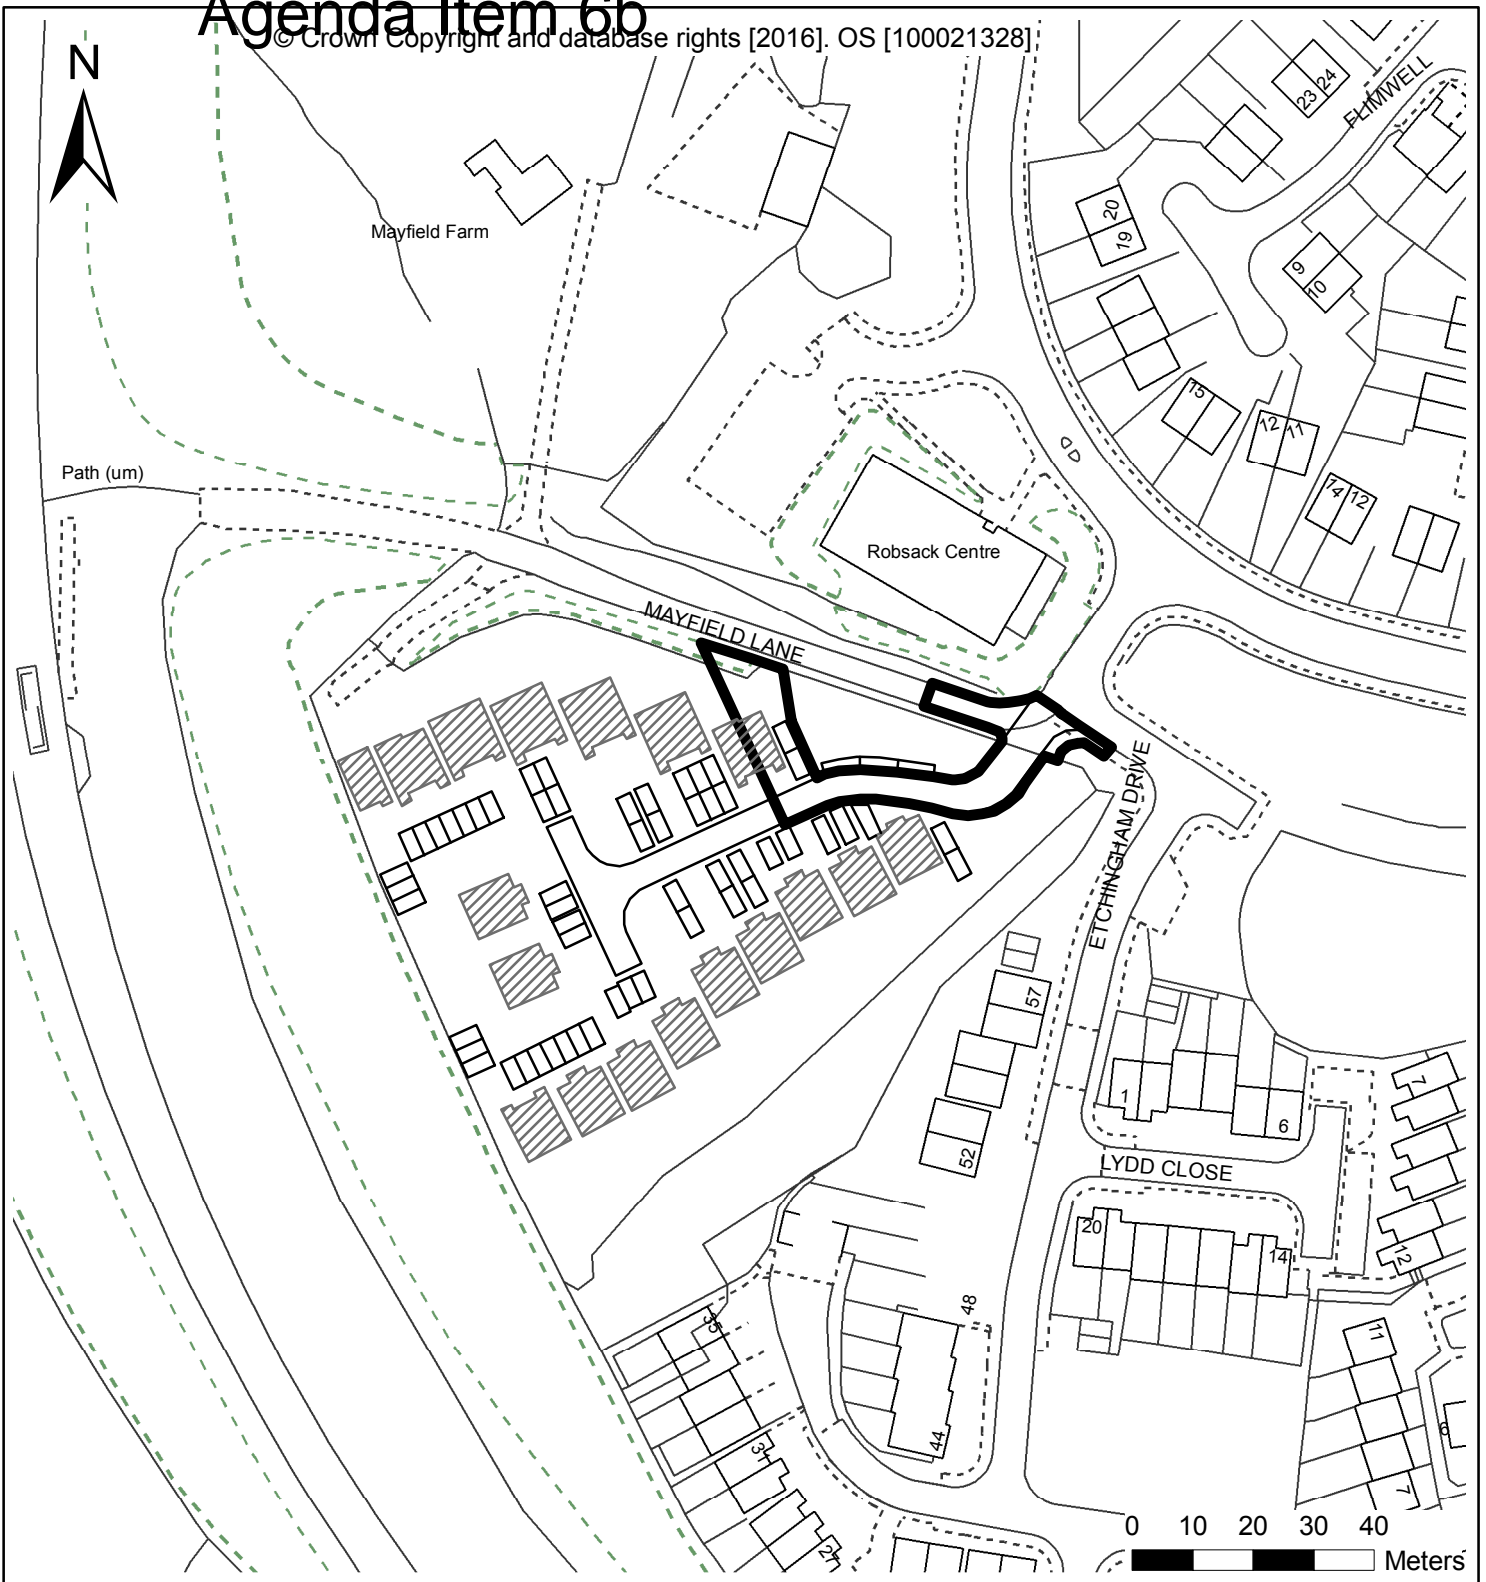 Agenda Item 6b
© Crown Copyright and database rights [2016]. OS [100021328]
N
23
24
FLIMWELL
20
19
Mayfield Farm
9
10
15
12
11
Path (um)
14
12
Robsack Centre
MAYFIELD LANE
ETCHINGHAM DRIVE
57
1
6
7
52
LYDD CLOSE
20
14
12
48
35
11
44
6
31
7
27
0 10 20 30 40
Meters